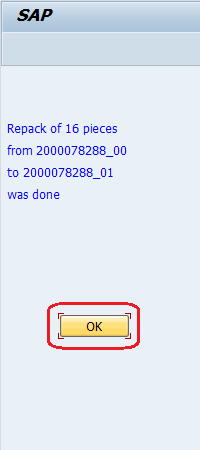 SAP
Repack of 16 pieces
from 2000078288_00
to 2000078288_01
was done
OK